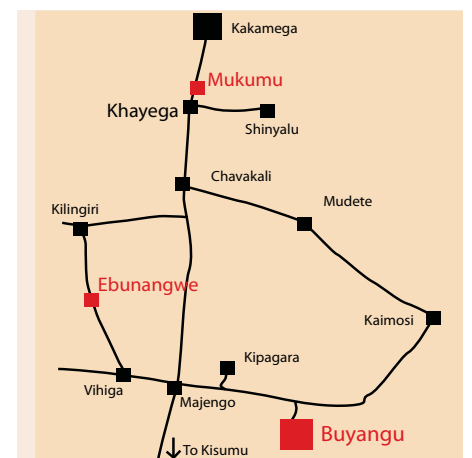 Kakamega
Mukumu
Khayega
Shinyalu
Chavakali
Mudete
Kilingiri
Ebunangwe
Kaimosi
Kipagara
Vihiga
Majengo
Buyangu
To Kisumu